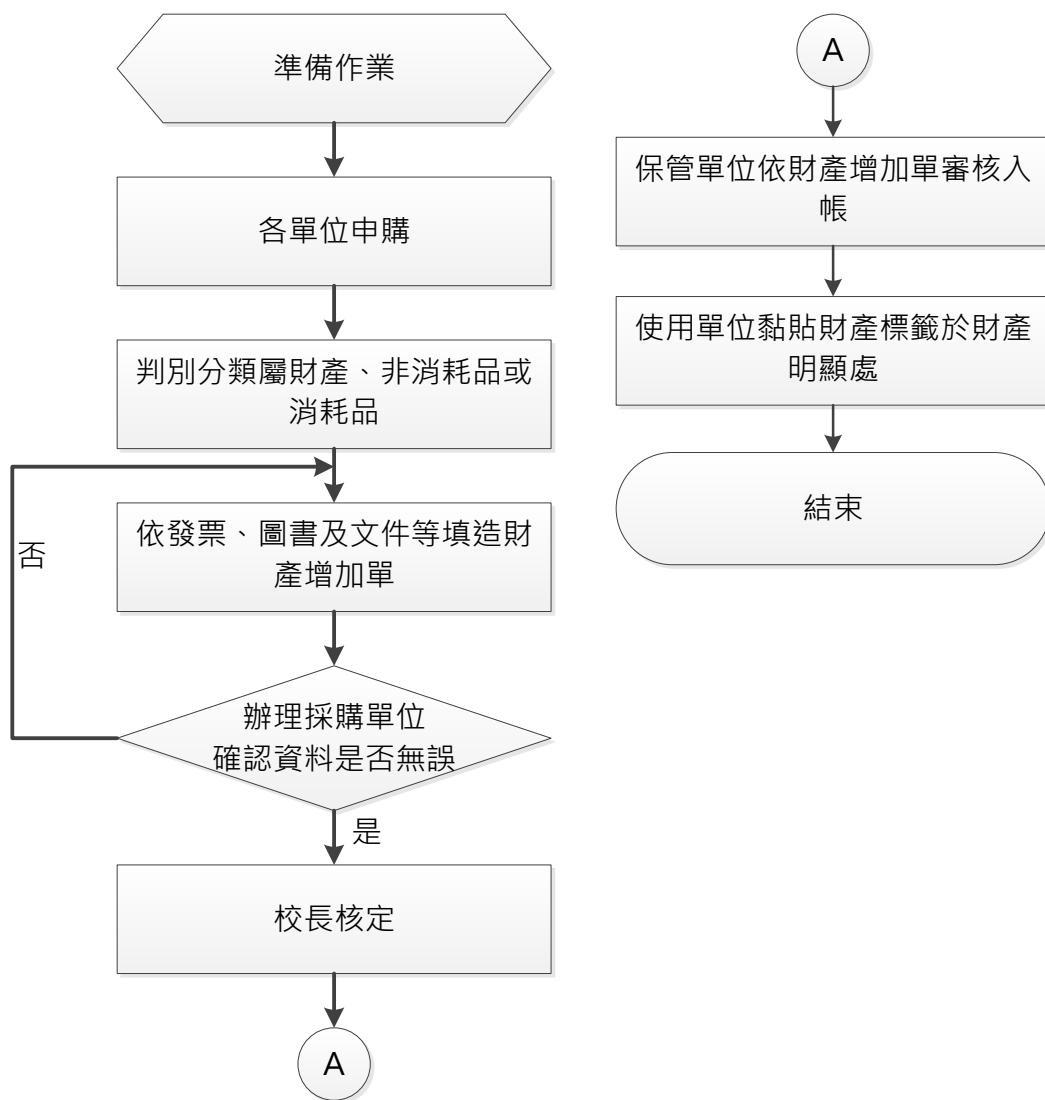 準備作業
各單位申購
判別分類屬財產、非消耗品或
消耗品
依發票、圖書及文件等填造財
產增加單
否
辦理採購單位
確認資料是否無誤
是
校長核定
A
A
保管單位依財產增加單審核入
帳
使用單位黏貼財產標籤於財產
明顯處
結束